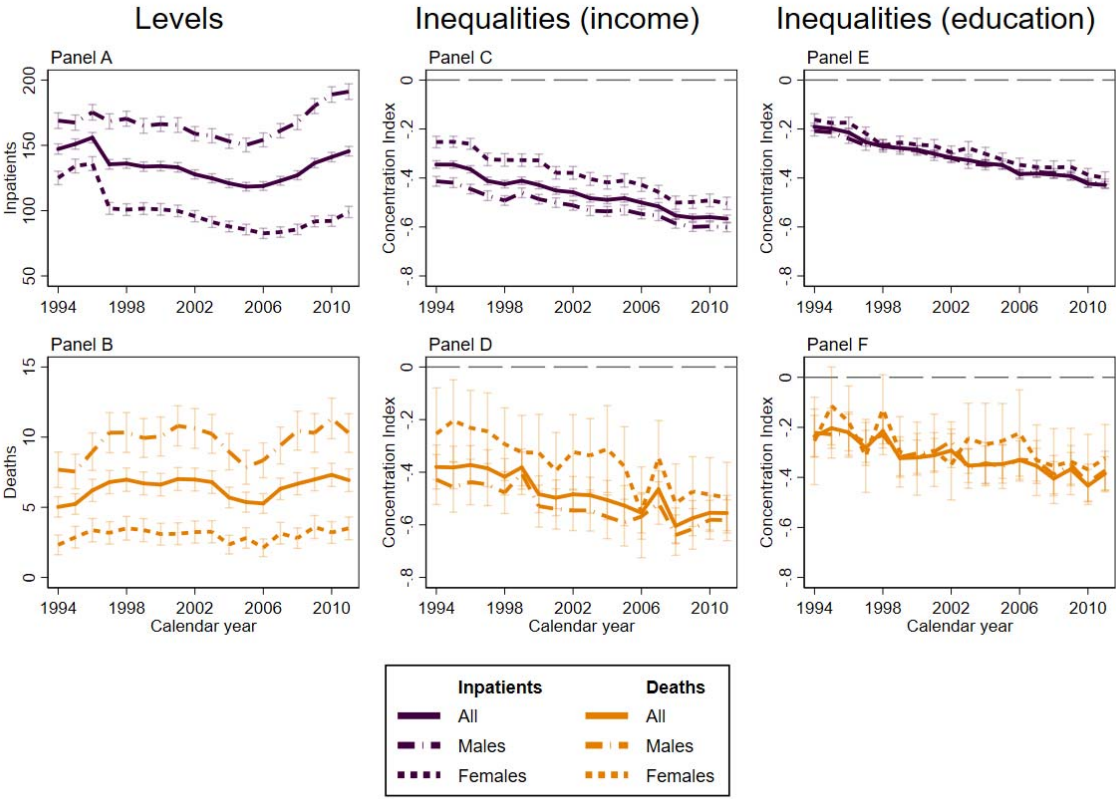 Levels
Inequalities (income)
Inequalities (education)
Panel A
Panel C
Panel E
Inpatients
200
150
100
50
1994 1998 2002 2006 2010
Concentration Index
0
-.2
-.4
-.6
-.8
1994 1998 2002 2006 2010
Concentration Index
0
-.2
-.4
-.6
-.8
1994 1998 2002 2006 2010
Panel B
Panel D
Panel F
Deaths
15
10
5
0
1994 1998 2002 2006 2010
Calendar year
Concentration Index
0
-.2
-.4
-.6
-.8
1994 1998 2002 2006 2010
Calendar year
Concentration Index
0
-.2
-.4
-.6
-.8
1994 1998 2002 2006 2010
Calendar year
Inpatients Deaths
All All
Males Males
Females Females